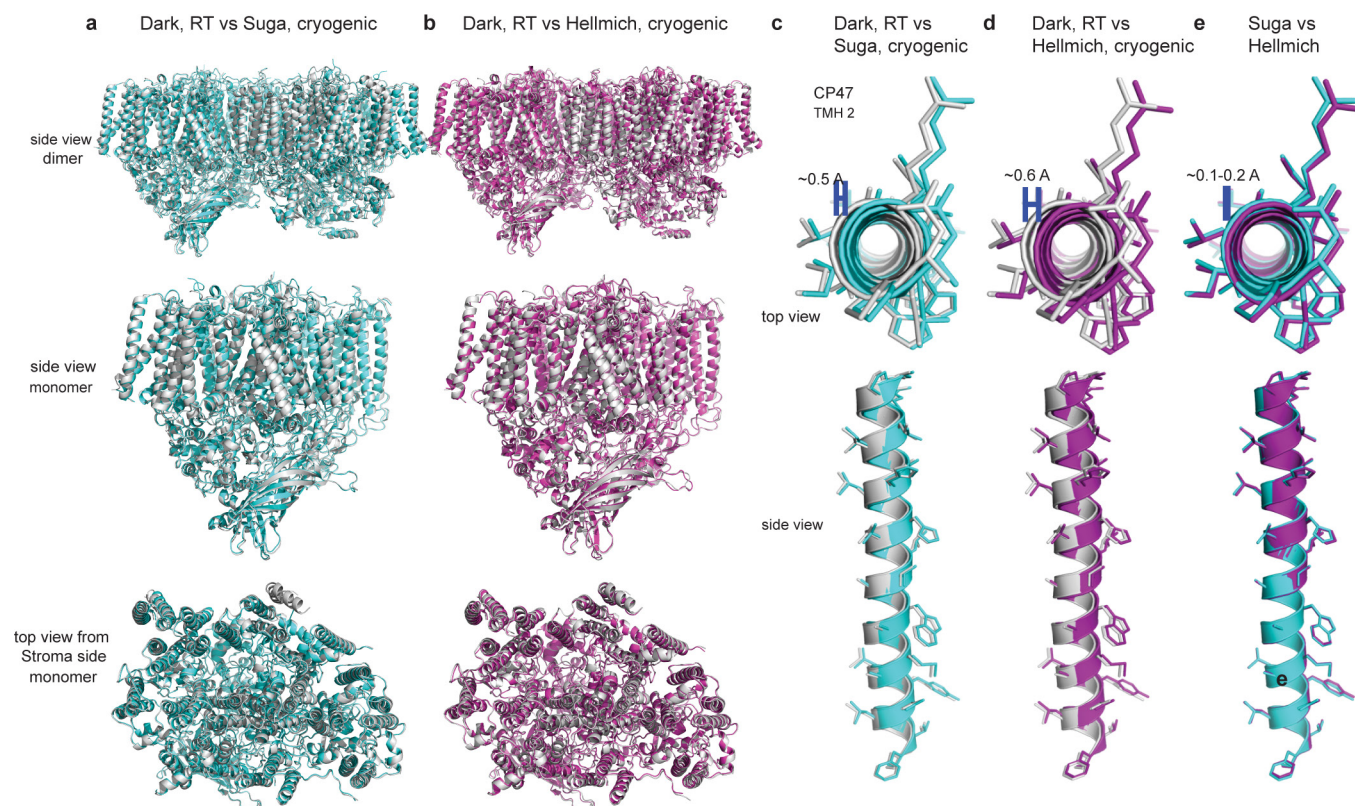 a Dark, RT vs Suga, cryogenic
b Dark, RT vs Hellmich, cryogenic
c Dark, RT vs
Suga, cryogenic
d Dark, RT vs
Hellmich, cryogenic
e Suga vs
Hellmich
side view
dimer
side view
monomer
top view from
Stroma side
monomer
CP47
TMH 2
~0.5 A
~0.6 A
~0.1-0.2 A
top view
side view
e